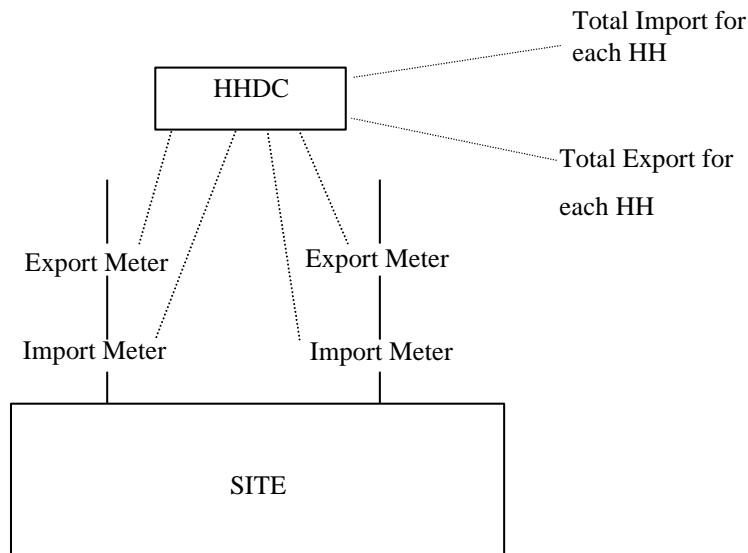 Total Import for
each HH
HHDC
Total Export for
each HH
Export Meter
Export Meter
Import Meter
Import Meter
SITE